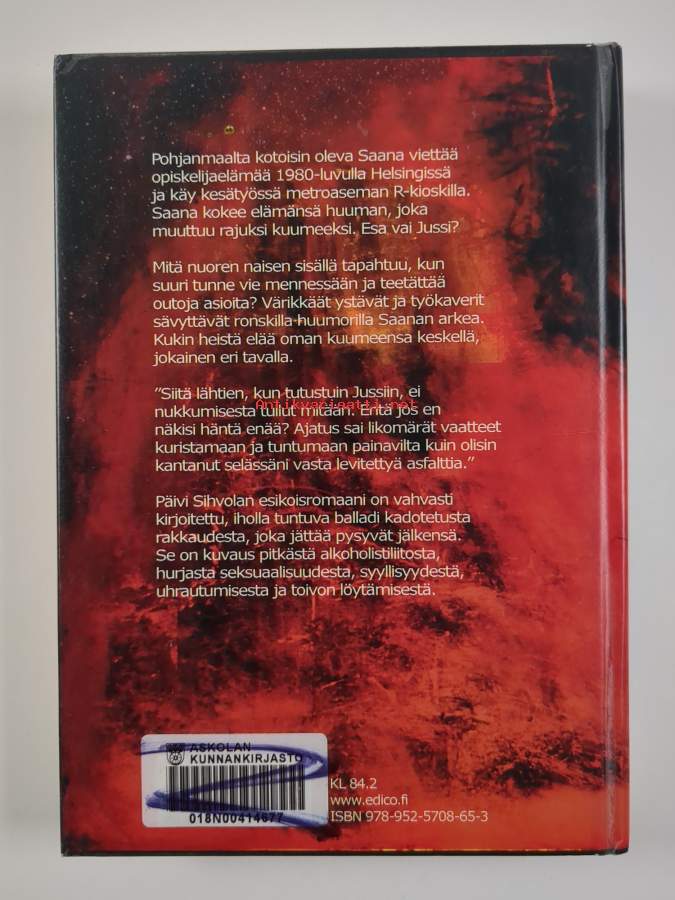 Pohjanmaalta kotoisin oleva Saana viettää
opiskelijaelämää 1980-luvulla Helsingissä
ja käy kesätyössä metroaseman R-kioskilla.
Saana kokee elämänsä huuman, joka
muuttuu rajuksi kuumeeksi. Esa vai Jussi?
Mitä nuoren naisen sisällä tapahtuu, kun
suuri tunne vie mennessään ja teetättää
outoja asioita? Värikkäät ystävät ja työkaverit
sävyttävät ronskilla huumorilla Saanan arkea.
Kukin heistä elää oman kuumeensa keskellä,
jokainen eri tavalla.
”Siitä lähtien, kun tutustuin Jussiin, ei
Antikvariaatti.net
nukkumisesta tullut mitään. Entä jos en
näkisi häntä enää? Ajatus sai likomärät vaatteet
kuristamaan ja tuntumaan painavilta kuin olisin
kantanut selässäni vasta levitettyä asfalttia.”
Päivi Sihvolan esikoisromaani on vahvasti
kirjoitettu, iholla tuntuva balladi kadotetusta
rakkaudesta, joka jättää pysyvät jälkensä.
Se on kuvaus pitkästä alkoholistiliitosta,
hurjasta seksuaalisuudesta, syyllisyydestä,
uhrautumisesta ja toivon löytämisestä.
ASKOLAN
KUNNANKIRJASTO
018N00414677
KL 84.2
www.edico.fi
ISBN 978-952-5708-65-3